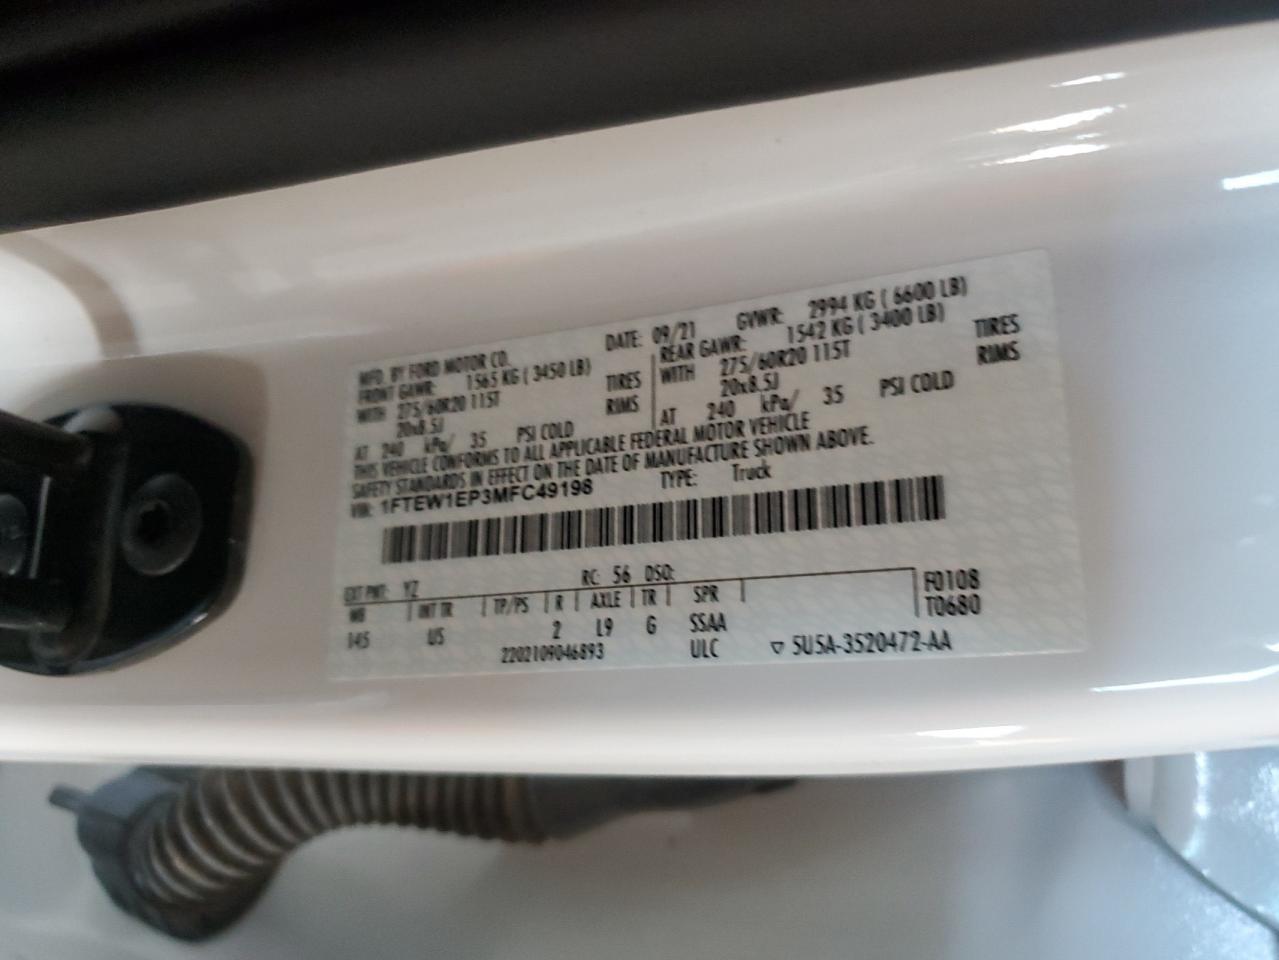 MFD. BY FORD MOTOR CO. DATE: 09/21 GVWR: 2994 KG ( 6600 LB)
FRONT GAWR: 1565 KG ( 3450 LB) REAR GAWR: 1542 KG ( 3400 LB)
WITH 275/60R20 115T TIRES WITH 275/60R20 115T TIRES
20x8.5J RIMS 20x8.5J RIMS
AT 240 kPa/ 35 PSI COLD AT 240 kPa/ 35 PSI COLD
THIS VEHICLE CONFORMS TO ALL APPLICABLE FEDERAL MOTOR VEHICLE
SAFETY STANDARDS IN EFFECT ON THE DATE OF MANUFACTURE SHOWN ABOVE.
VIN: 1FTEW1EP3MFC49198 TYPE: Truck
EXT PNT: YZ RC: 56 DSO:
WB INT TR TP/PS R AXLE TR SPR F0108
145 US 2 L9 G SSAA T0680
2202109046893 ULC ▽ 5U5A-3520472-AA